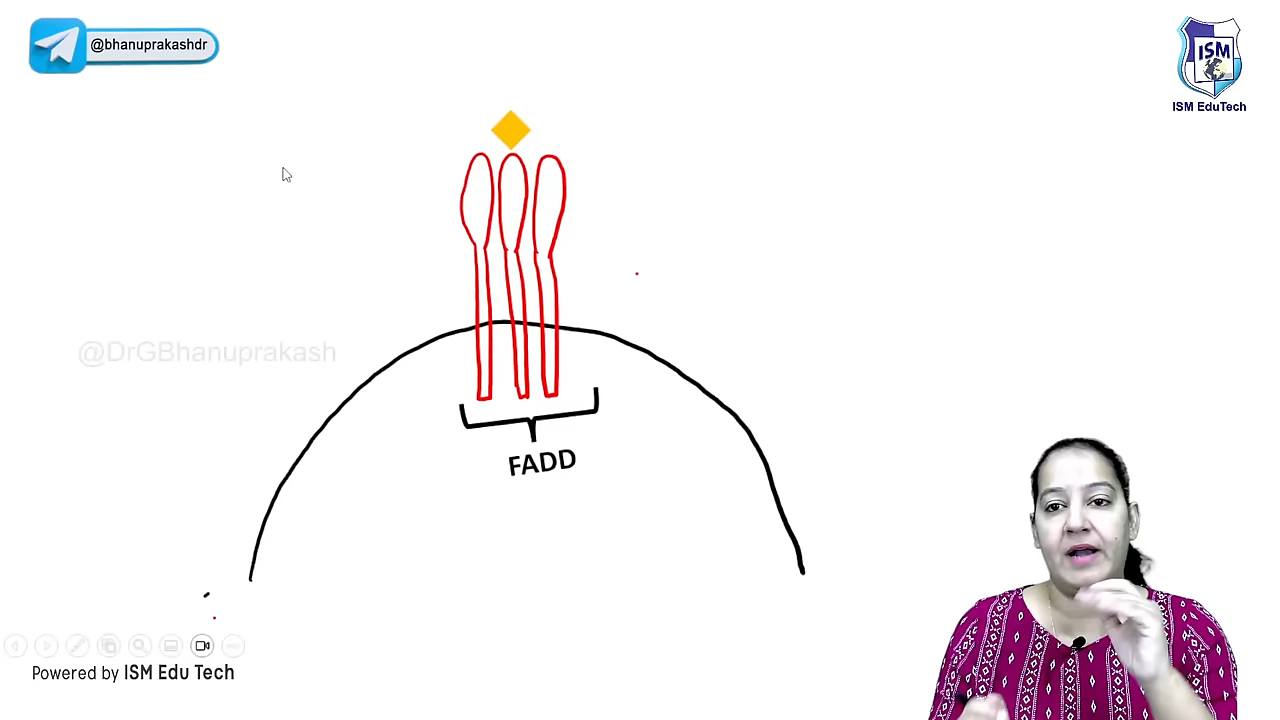 @bhanuprakashdr
ISM
ISM EduTech
@DrGBhanuprakash
FADD
Powered by ISM Edu Tech